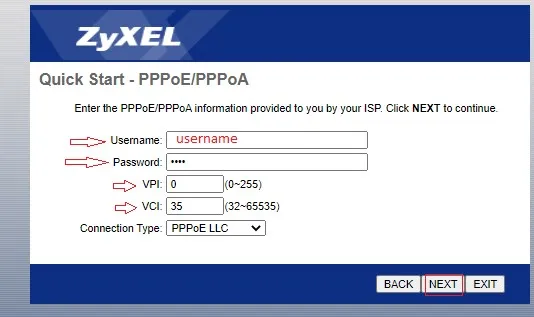 ZyXEL
Quick Start - PPPoE/PPPoA
Enter the PPPoE/PPPoA information provided to you by your ISP. Click NEXT to continue.
Username: username
Password: ••••
VPI: 0 (0~255)
VCI: 35 (32~65535)
Connection Type: PPPoE LLC
BACK NEXT EXIT